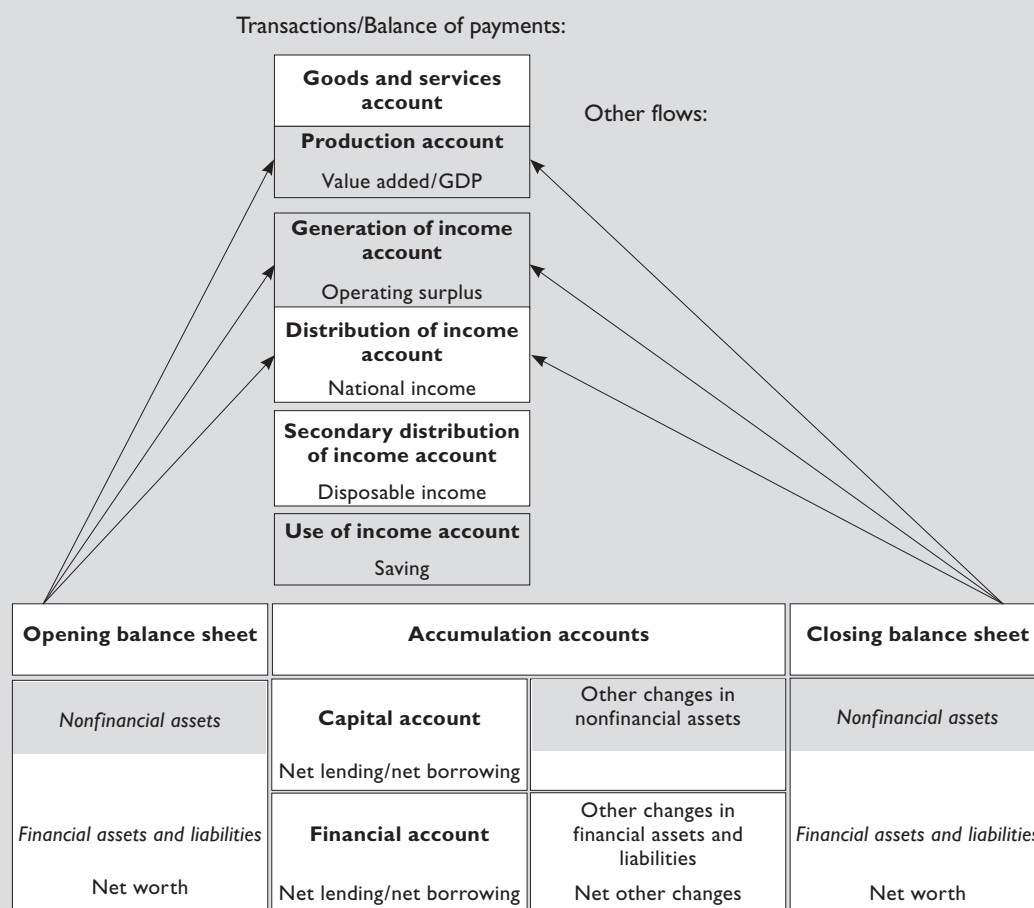 Transactions/Balance of payments:
Goods and services
account
Other flows:
Production account
Value added/GDP
Generation of income
account
Operating surplus
Distribution of income
account
National income
Secondary distribution
of income account
Disposable income
Use of income account
Saving
Opening balance sheet
Accumulation accounts
Closing balance sheet
Nonfinancial assets
Capital account
Net lending/net borrowing
Other changes in
nonfinancial assets
Nonfinancial assets
Financial assets and liabilities
Net worth
Financial account
Net lending/net borrowing
Other changes in
financial assets and
liabilities
Net other changes
Financial assets and liabilities
Net worth